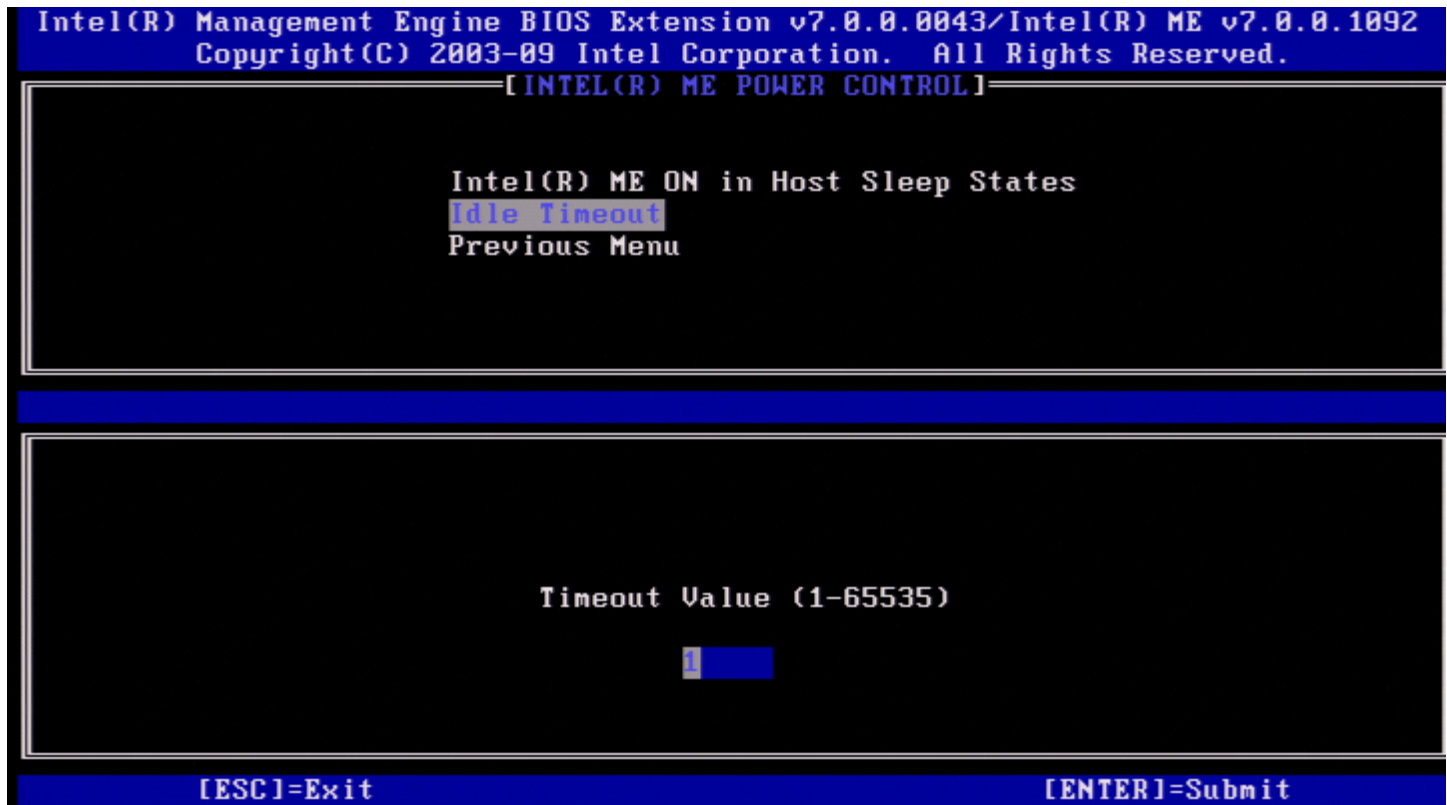 Intel(R) Management Engine BIOS Extension v7.0.0.0043/Intel(R) ME v7.0.0.1092
Copyright(C) 2003-09 Intel Corporation. All Rights Reserved.
[INTEL(R) ME POWER CONTROL]
Intel(R) ME ON in Host Sleep States
Idle Timeout
Previous Menu
Timeout Value (1-65535)
1
[ESC]=Exit [ENTER]=Submit